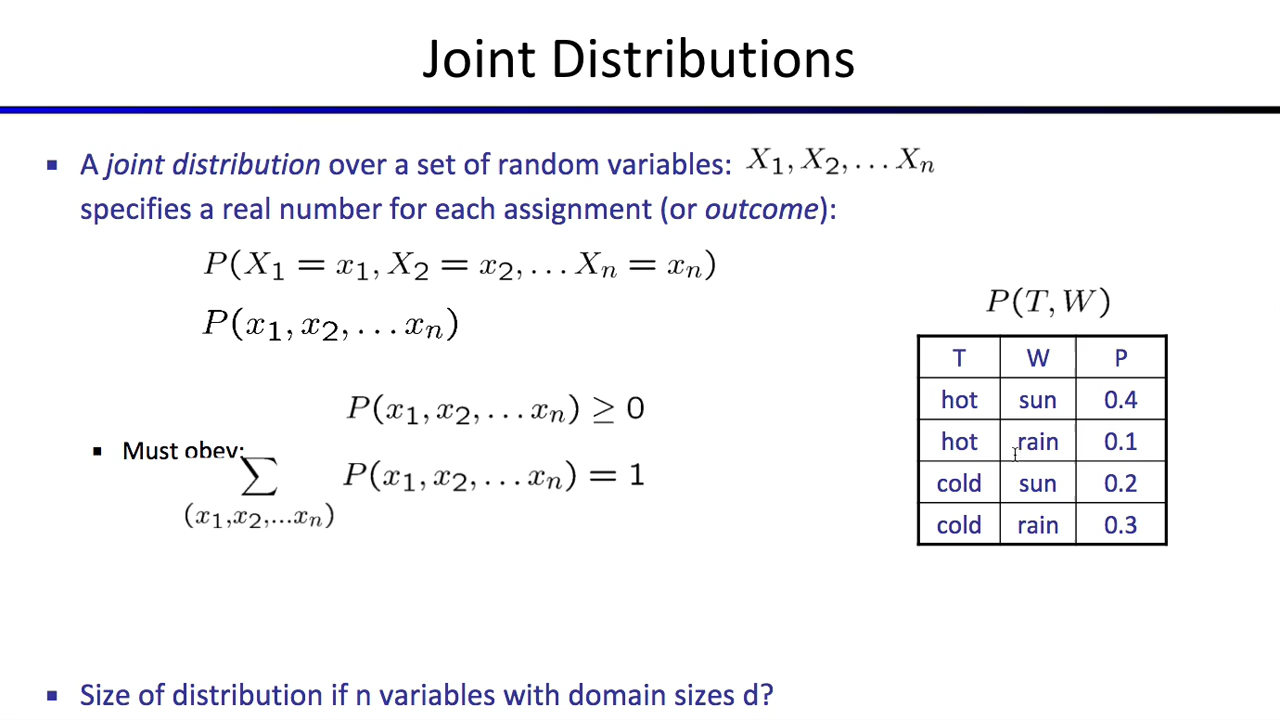 Joint Distributions
▪ A joint distribution over a set of random variables: X₁, X₂, … Xₙ
specifies a real number for each assignment (or outcome):
P(X₁ = x₁, X₂ = x₂, … Xₙ = xₙ)
P(x₁, x₂, … xₙ)
P(x₁, x₂, … xₙ) ≥ 0
▪ Must obey:
∑ P(x₁, x₂, … xₙ) = 1
(x₁,x₂,…xₙ)
P(T, W)
T W P
hot sun 0.4
hot rain 0.1
cold sun 0.2
cold rain 0.3
▪ Size of distribution if n variables with domain sizes d?